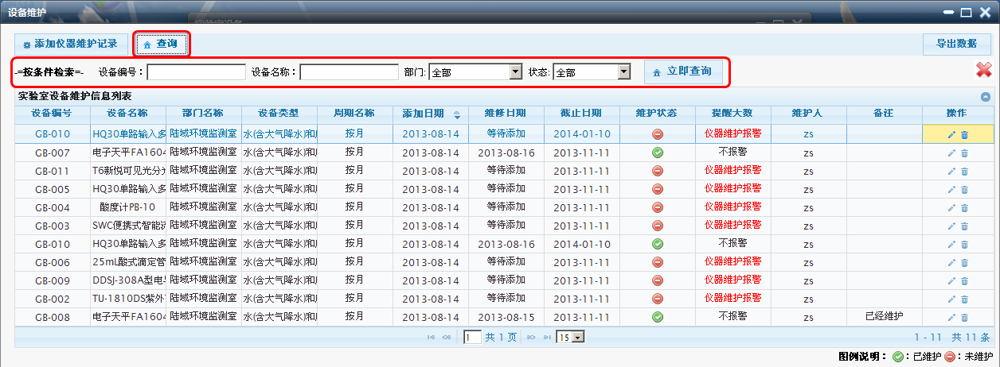 设备维护
添加仪器维护记录 查询 导出数据
-=按条件检索=- 设备编号： 设备名称： 部门: 全部 状态: 全部 立即查询
实验室设备维护信息列表
设备编号 设备名称 部门名称 设备类型 周期名称 添加日期 维修日期 截止日期 维护状态 提醒天数 维护人 备注 操作
GB-010 HQ30单路输入多 陆域环境监测室 水(含大气降水)和 按月 2013-08-14 等待添加 2014-01-10 仪器维护报警 zs
GB-007 电子天平FA1604 陆域环境监测室 水(含大气降水)和 按月 2013-08-14 2013-08-16 2013-11-11 不报警 zs
GB-011 T6新悦可见光分光 陆域环境监测室 水(含大气降水)和 按月 2013-08-14 等待添加 2013-11-11 仪器维护报警 zs
GB-005 HQ30单路输入多 陆域环境监测室 水(含大气降水)和 按月 2013-08-14 等待添加 2013-11-11 仪器维护报警 zs
GB-004 酸度计PB-10 陆域环境监测室 水(含大气降水)和 按月 2013-08-14 等待添加 2013-11-11 仪器维护报警 zs
GB-003 SWC便携式智能 陆域环境监测室 水(含大气降水)和 按月 2013-08-14 等待添加 2013-11-11 仪器维护报警 zs
GB-010 HQ30单路输入多 陆域环境监测室 水(含大气降水)和 按月 2013-08-14 2013-08-16 2014-01-10 不报警 zs
GB-006 25mL酸式滴定管 陆域环境监测室 水(含大气降水)和 按月 2013-08-14 等待添加 2013-11-11 仪器维护报警 zs
GB-009 DDSJ-308A型电 陆域环境监测室 水(含大气降水)和 按月 2013-08-14 等待添加 2013-11-11 仪器维护报警 zs
GB-002 TU-1810DS紫外 陆域环境监测室 水(含大气降水)和 按月 2013-08-14 等待添加 2013-11-11 仪器维护报警 zs
GB-008 电子天平FA1604 陆域环境监测室 水(含大气降水)和 按月 2013-08-14 2013-08-15 2013-11-11 不报警 zs 已经维护
1 共 1 页 15 1 - 11 共 11 条
图例说明： ：已维护 ：未维护